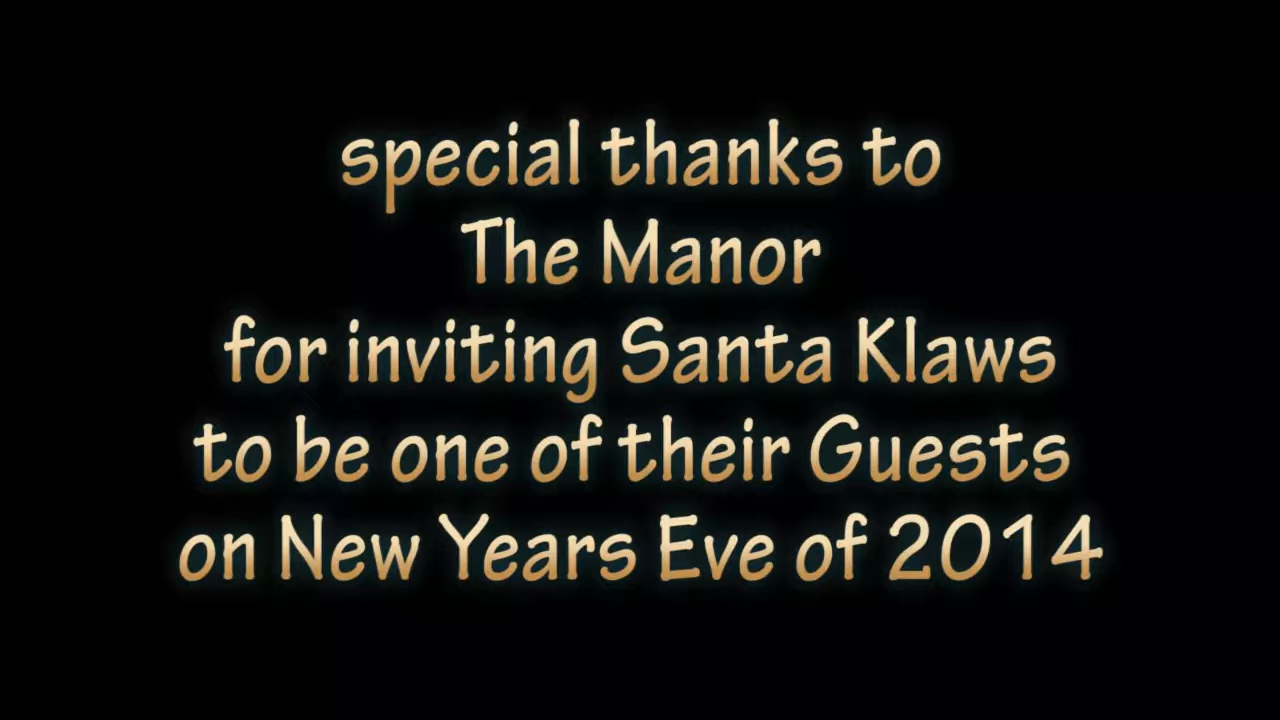 special thanks to
The Manor
for inviting Santa Klaws
to be one of their Guests
on New Years Eve of 2014